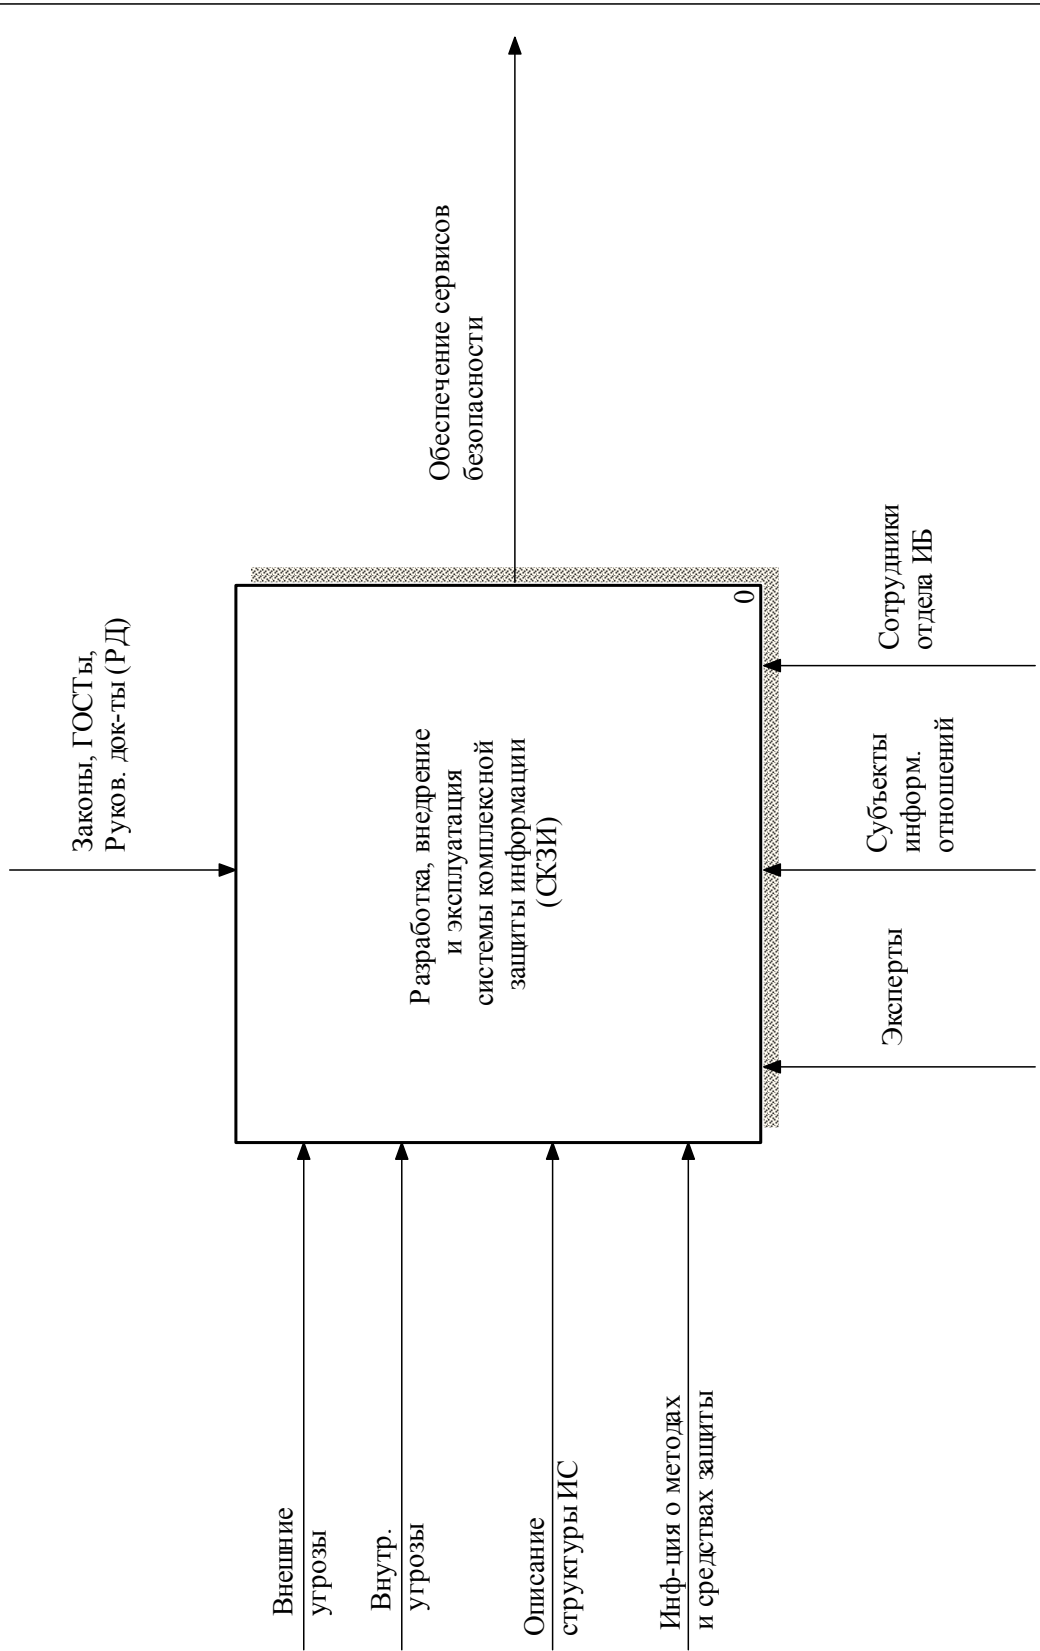 Законы, ГОСТы,
Руков. док-ты (РД)
Внешние
угрозы
Внутр.
угрозы
Описание
структуры ИС
Инф-ция о методах
и средствах защиты
Разработка, внедрение
и эксплуатация
системы комплексной
защиты информации
(СКЗИ)
0
Обеспечение сервисов
безопасности
Эксперты
Субъекты
информ.
отношений
Сотрудники
отдела ИБ